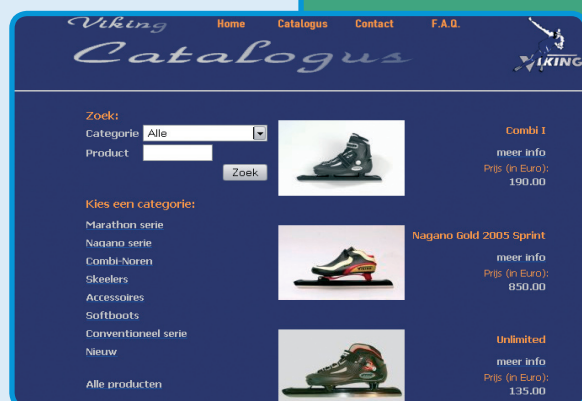 Viking Home Catalogus Contact F.A.Q.
Catalogus
VIKING
Zoek:
Categorie Alle
Product
Zoek
Kies een categorie:
Marathon serie
Nagano serie
Combi-Noren
Skeelers
Accessoires
Softboots
Conventioneel serie
Nieuw
Alle producten
Combi I
meer info
Prijs (in Euro):
190.00
Nagano Gold 2005 Sprint
meer info
Prijs (in Euro):
850.00
Unlimited
meer info
Prijs (in Euro):
135.00